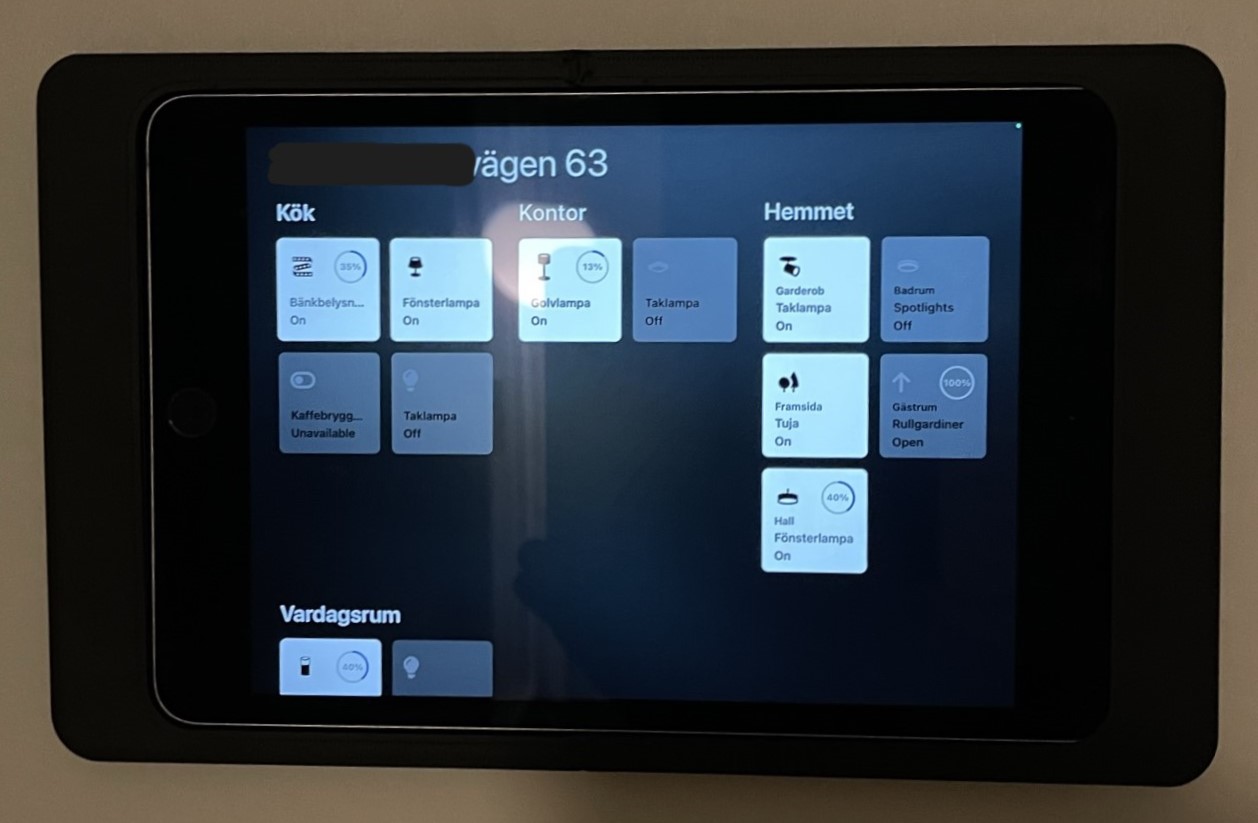 vägen 63
Kök
35%
Bänkbelysn...
On
Fönsterlampa
On
Kaffebrygg...
Unavailable
Taklampa
Off
Kontor
13%
Golvlampa
On
Taklampa
Off
Hemmet
Garderob
Taklampa
On
Badrum
Spotlights
Off
Framsida
Tuja
On
100%
Gästrum
Rullgardiner
Open
40%
Hall
Fönsterlampa
On
Vardagsrum
40%